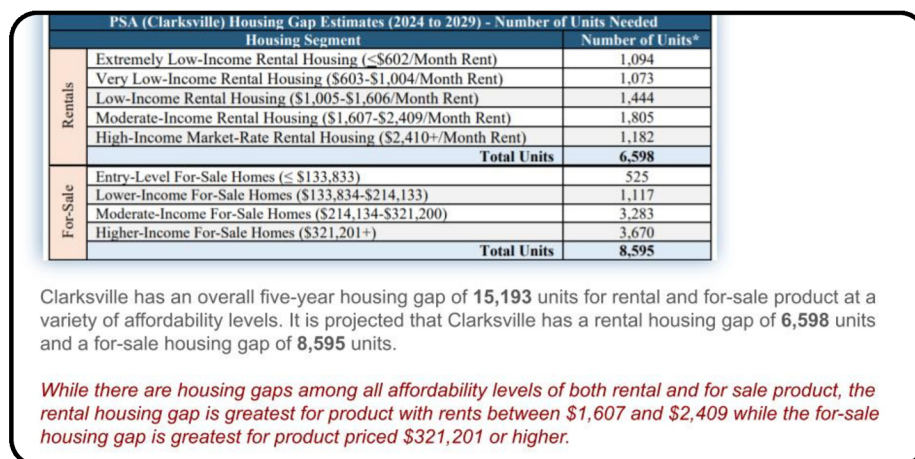 PSA (Clarksville) Housing Gap Estimates (2024 to 2029) - Number of Units Needed
Housing Segment Number of Units*
Rentals
Extremely Low-Income Rental Housing (≤$602/Month Rent) 1,094
Very Low-Income Rental Housing ($603-$1,004/Month Rent) 1,073
Low-Income Rental Housing ($1,005-$1,606/Month Rent) 1,444
Moderate-Income Rental Housing ($1,607-$2,409/Month Rent) 1,805
High-Income Market-Rate Rental Housing ($2,410+/Month Rent) 1,182
Total Units 6,598
For-Sale
Entry-Level For-Sale Homes (≤ $133,833) 525
Lower-Income For-Sale Homes ($133,834-$214,133) 1,117
Moderate-Income For-Sale Homes ($214,134-$321,200) 3,283
Higher-Income For-Sale Homes ($321,201+) 3,670
Total Units 8,595
Clarksville has an overall five-year housing gap of 15,193 units for rental and for-sale product at a
variety of affordability levels. It is projected that Clarksville has a rental housing gap of 6,598 units
and a for-sale housing gap of 8,595 units.
While there are housing gaps among all affordability levels of both rental and for sale product, the
rental housing gap is greatest for product with rents between $1,607 and $2,409 while the for-sale
housing gap is greatest for product priced $321,201 or higher.